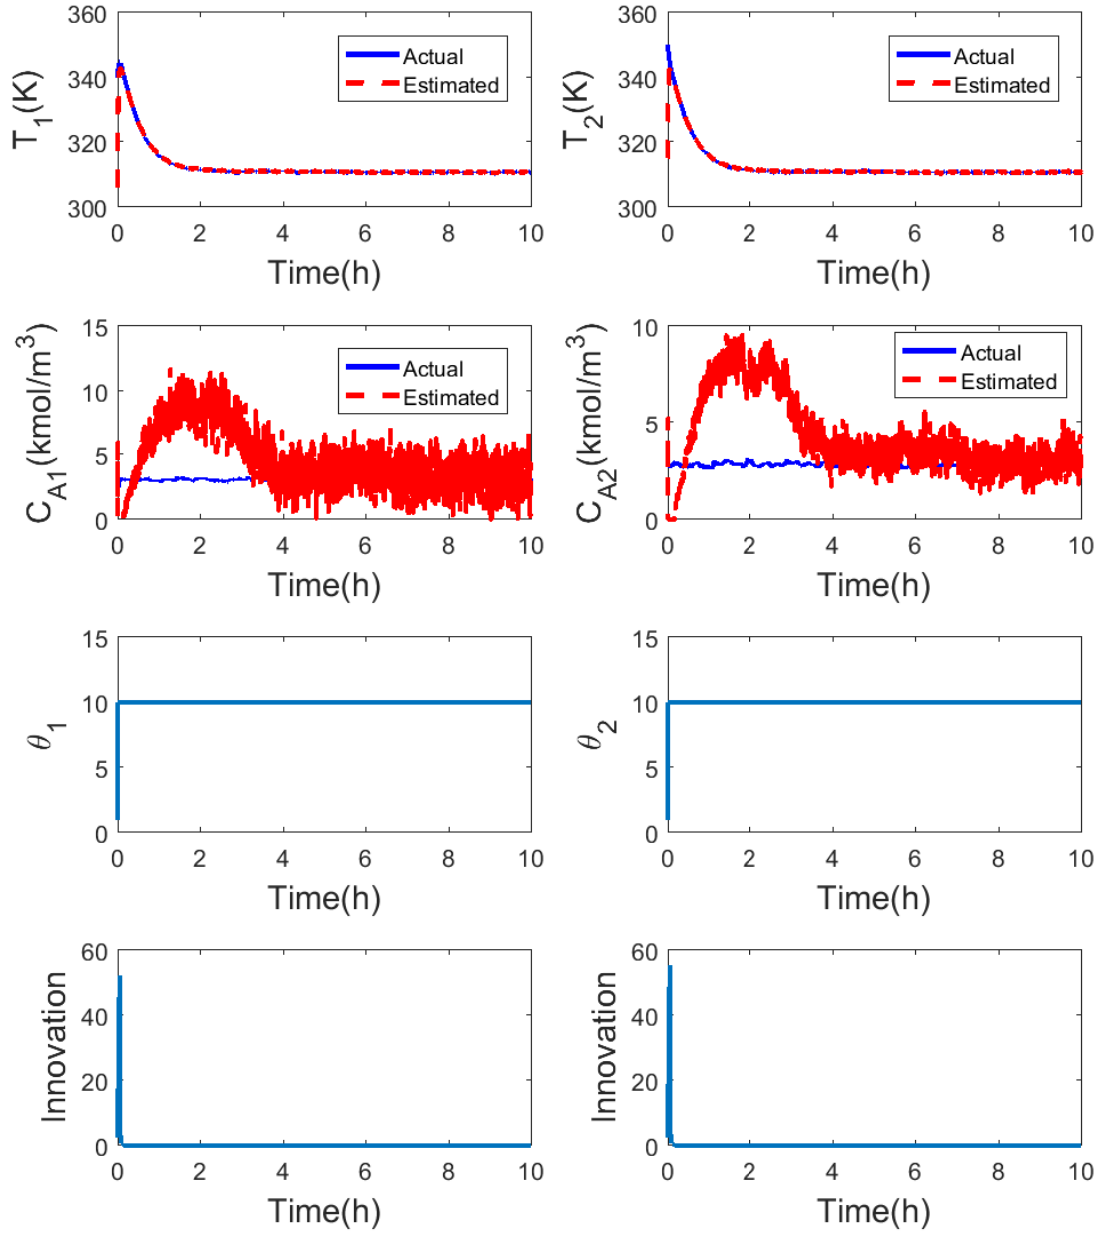 360
340
320
300
T1(K)
Actual
Estimated
0 2 4 6 8 10
Time(h)
360
340
320
300
T2(K)
Actual
Estimated
0 2 4 6 8 10
Time(h)
15
10
5
0
CA1(kmol/m3)
Actual
Estimated
0 2 4 6 8 10
Time(h)
10
5
0
CA2(kmol/m3)
Actual
Estimated
0 2 4 6 8 10
Time(h)
15
10
5
0
θ1
0 2 4 6 8 10
Time(h)
15
10
5
0
θ2
0 2 4 6 8 10
Time(h)
60
40
20
0
Innovation
0 2 4 6 8 10
Time(h)
60
40
20
0
Innovation
0 2 4 6 8 10
Time(h)